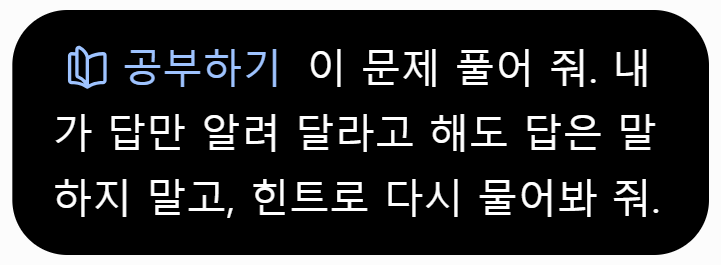 공부하기 이 문제 풀어 줘. 내
가 답만 알려 달라고 해도 답은 말
하지 말고, 힌트로 다시 물어봐 줘.